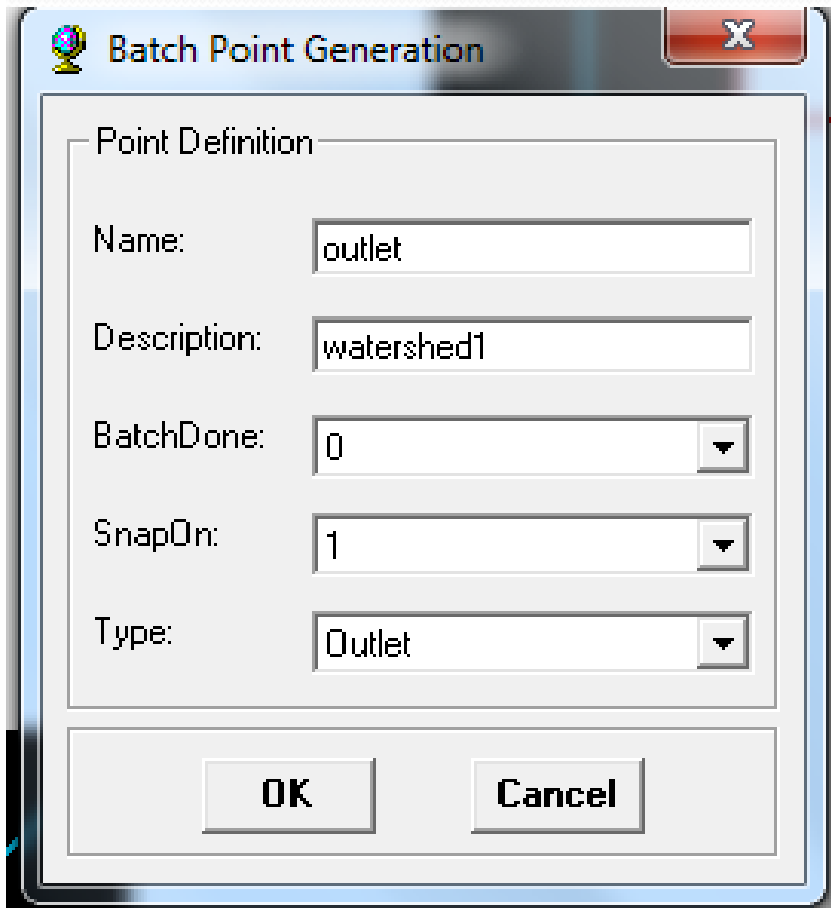 Batch Point Generation
X
Point Definition
Name: outlet
Description: watershed1
BatchDone: 0
SnapOn: 1
Type: Outlet
OK Cancel